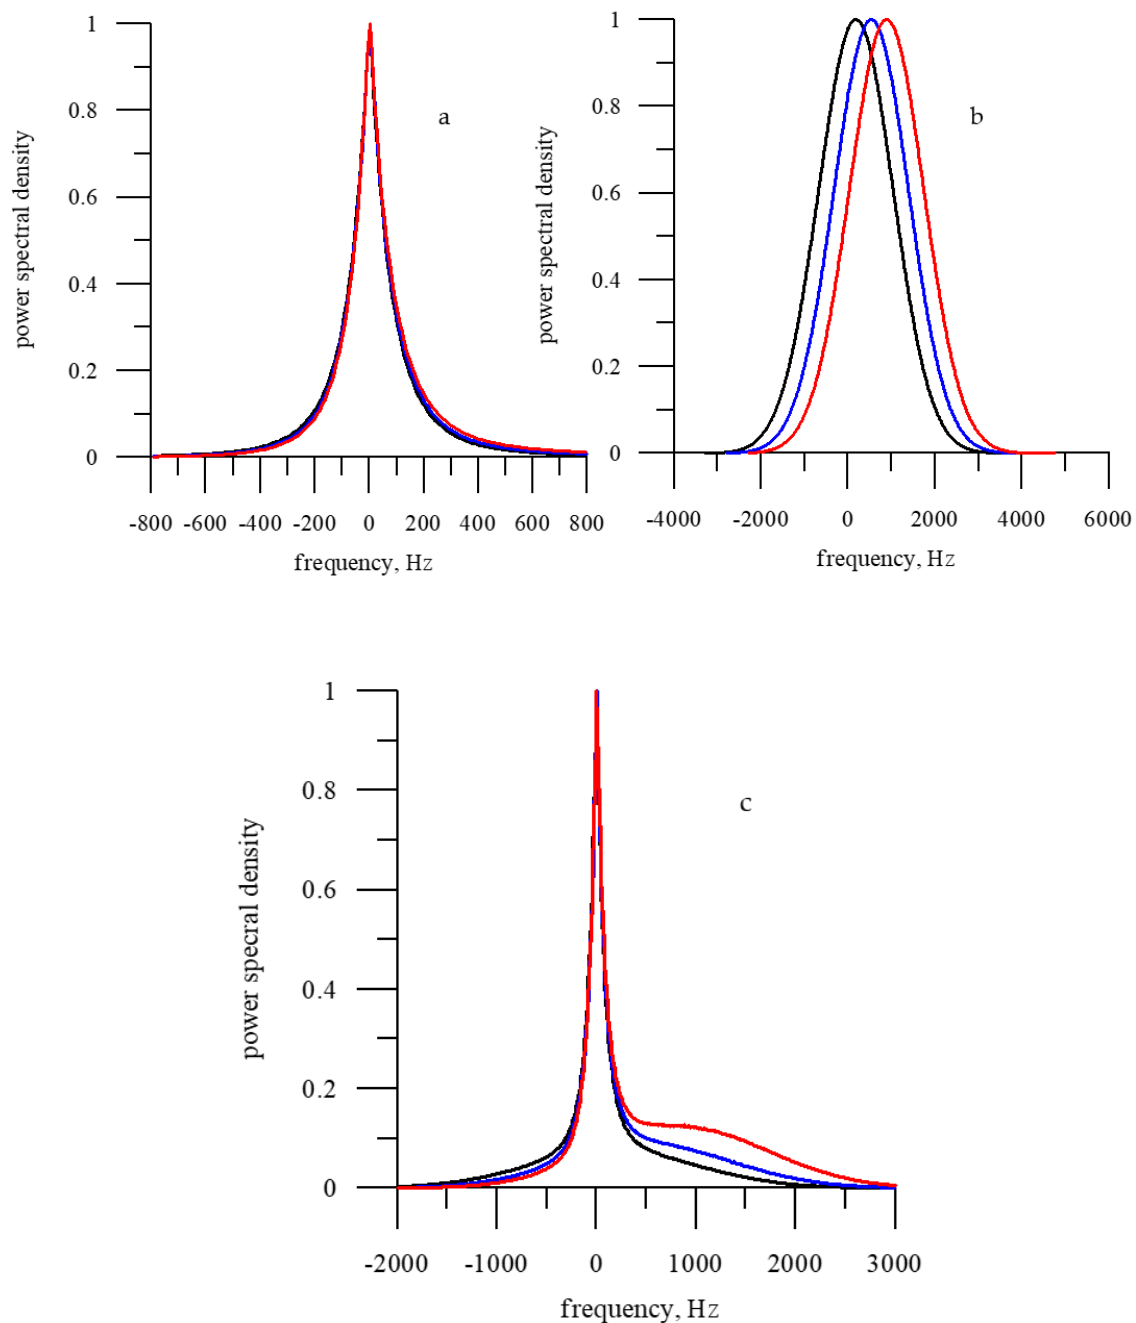 a
power spectral density
1
0.8
0.6
0.4
0.2
0
-800 -600 -400 -200 0 200 400 600 800
frequency, Hz
b
power spectral density
1
0.8
0.6
0.4
0.2
0
-4000 -2000 0 2000 4000 6000
frequency, Hz
c
power specral density
1
0.8
0.6
0.4
0.2
0
-2000 -1000 0 1000 2000 3000
frequency, Hz